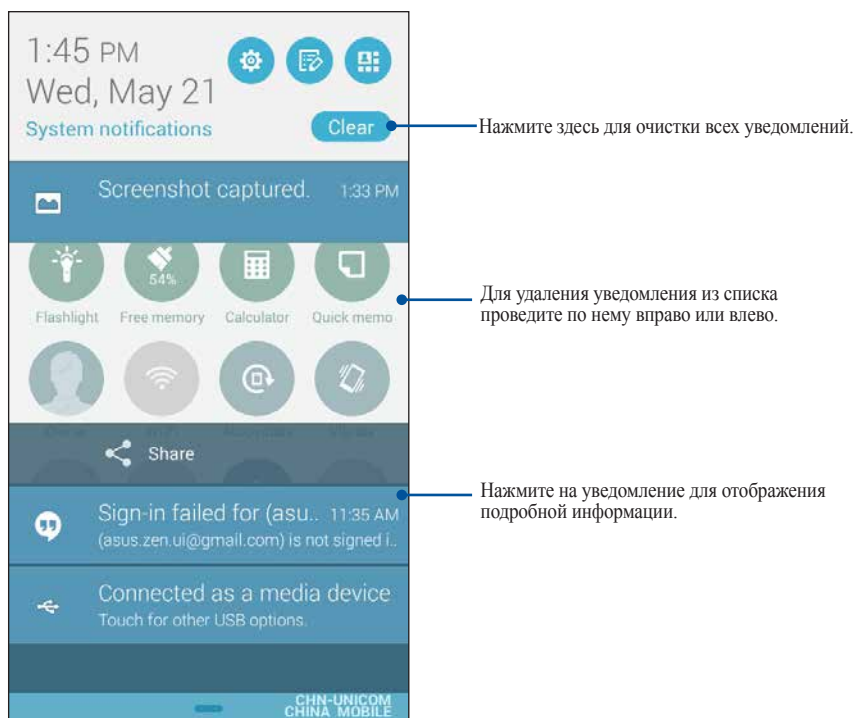 1:45 PM
Wed, May 21
System notifications
Clear
Нажмите здесь для очистки всех уведомлений.
Screenshot captured. 1:33 PM
54%
Flashlight Free memory Calculator Quick memo
Для удаления уведомления из списка
проведите по нему вправо или влево.
Share
Sign-in failed for (asu.. 11:35 AM
(asus.zen.ui@gmail.com) is not signed i..
Нажмите на уведомление для отображения
подробной информации.
Connected as a media device
Touch for other USB options.
CHN-UNICOM
CHINA MOBILE